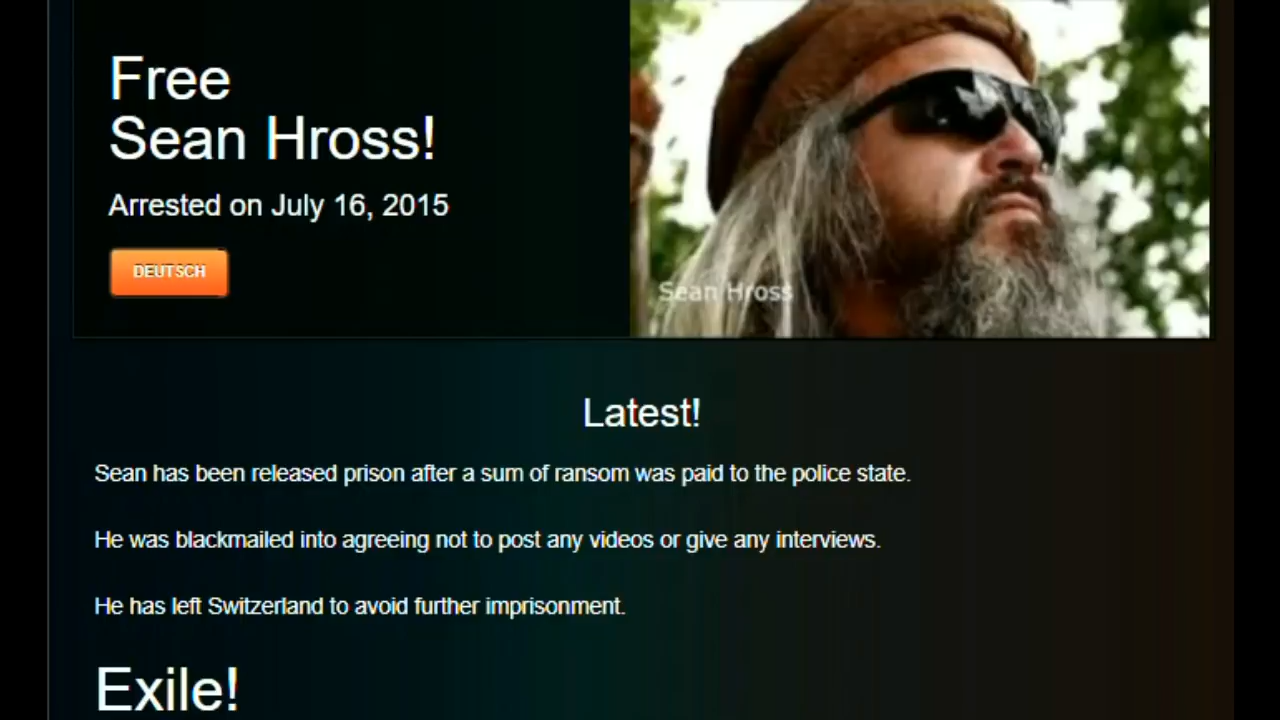 Free
Sean Hross!
Arrested on July 16, 2015
DEUTSCH
Sean Hross
Latest!
Sean has been released prison after a sum of ransom was paid to the police state.
He was blackmailed into agreeing not to post any videos or give any interviews.
He has left Switzerland to avoid further imprisonment.
Exile!